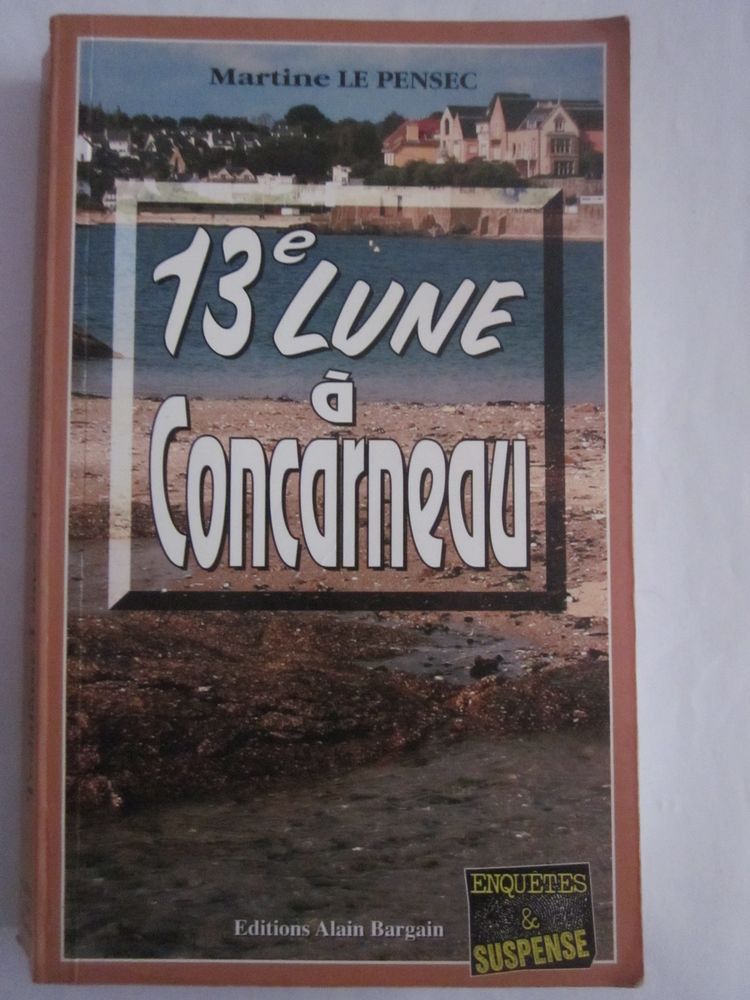 Martine LE PENSEC
13e LUNE
à
Concarneau
Editions Alain Bargain
ENQUÊTES
&
SUSPENSE